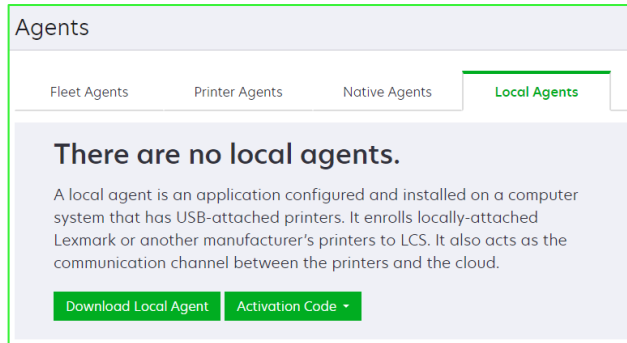 Agents
Fleet Agents Printer Agents Native Agents Local Agents
There are no local agents.
A local agent is an application configured and installed on a computer
system that has USB-attached printers. It enrolls locally-attached
Lexmark or another manufacturer's printers to LCS. It also acts as the
communication channel between the printers and the cloud.
Download Local Agent Activation Code